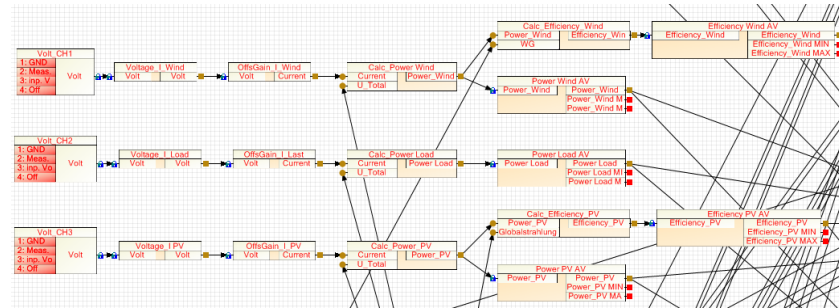 Calc_Efficiency_Wind
Power_Wind Efficiency_Win
WG
Efficiency Wind AV
Efficiency_Wind Efficiency_Wind
Efficiency_Wind MIN
Efficiency_Wind MAX
Volt_CH1
1: GND
2: Meas.
3: inp. V
4: Off
Volt
Voltage_I_Wind
Volt Volt
OffsGain_I_Wind
Volt Current
Calc_Power Wind
Current Power_Wind
U_Total
Power Wind AV
Power_Wind Power_Wind
Power_Wind M
Power_Wind M
Volt_CH2
1: GND
2: Meas.
3: inp. Vo
4: Off
Volt
Voltage_I_Load
Volt Volt
OffsGain_I_Last
Volt Current
Calc_Power Load
Current Power Load
U_Total
Power Load AV
Power Load Power Load
Power Load MI
Power Load M
Volt_CH3
1: GND
2: Meas.
3: inp. Vo
4: Off
Volt
Voltage_I PV
Volt Volt
OffsGain_I_PV
Volt Current
Calc_Power_PV
Current Power_PV
U_Total
Calc_Efficiency_PV
Power_PV Efficiency_PV
Globalstrahlung
Efficiency PV AV
Efficiency_PV Efficiency_PV
Efficiency_PV MIN
Efficiency_PV MAX
Power PV AV
Power_PV Power_PV
Power_PV MIN
Power_PV MA